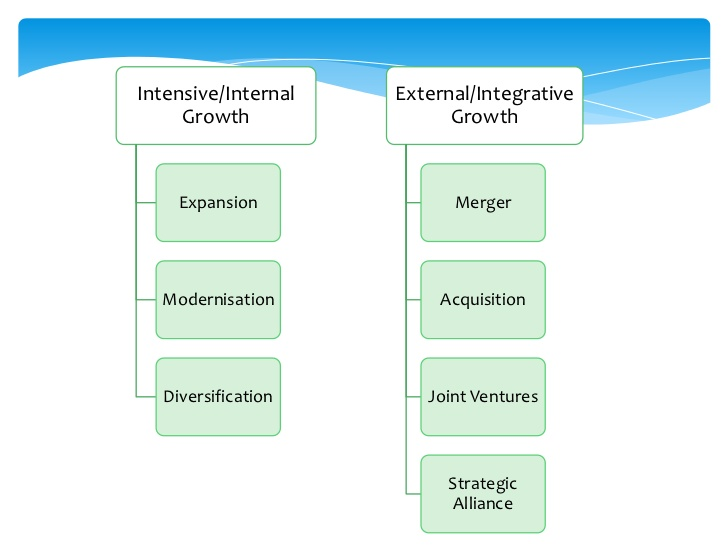 Intensive/Internal
Growth
Expansion
Modernisation
Diversification
External/Integrative
Growth
Merger
Acquisition
Joint Ventures
Strategic
Alliance